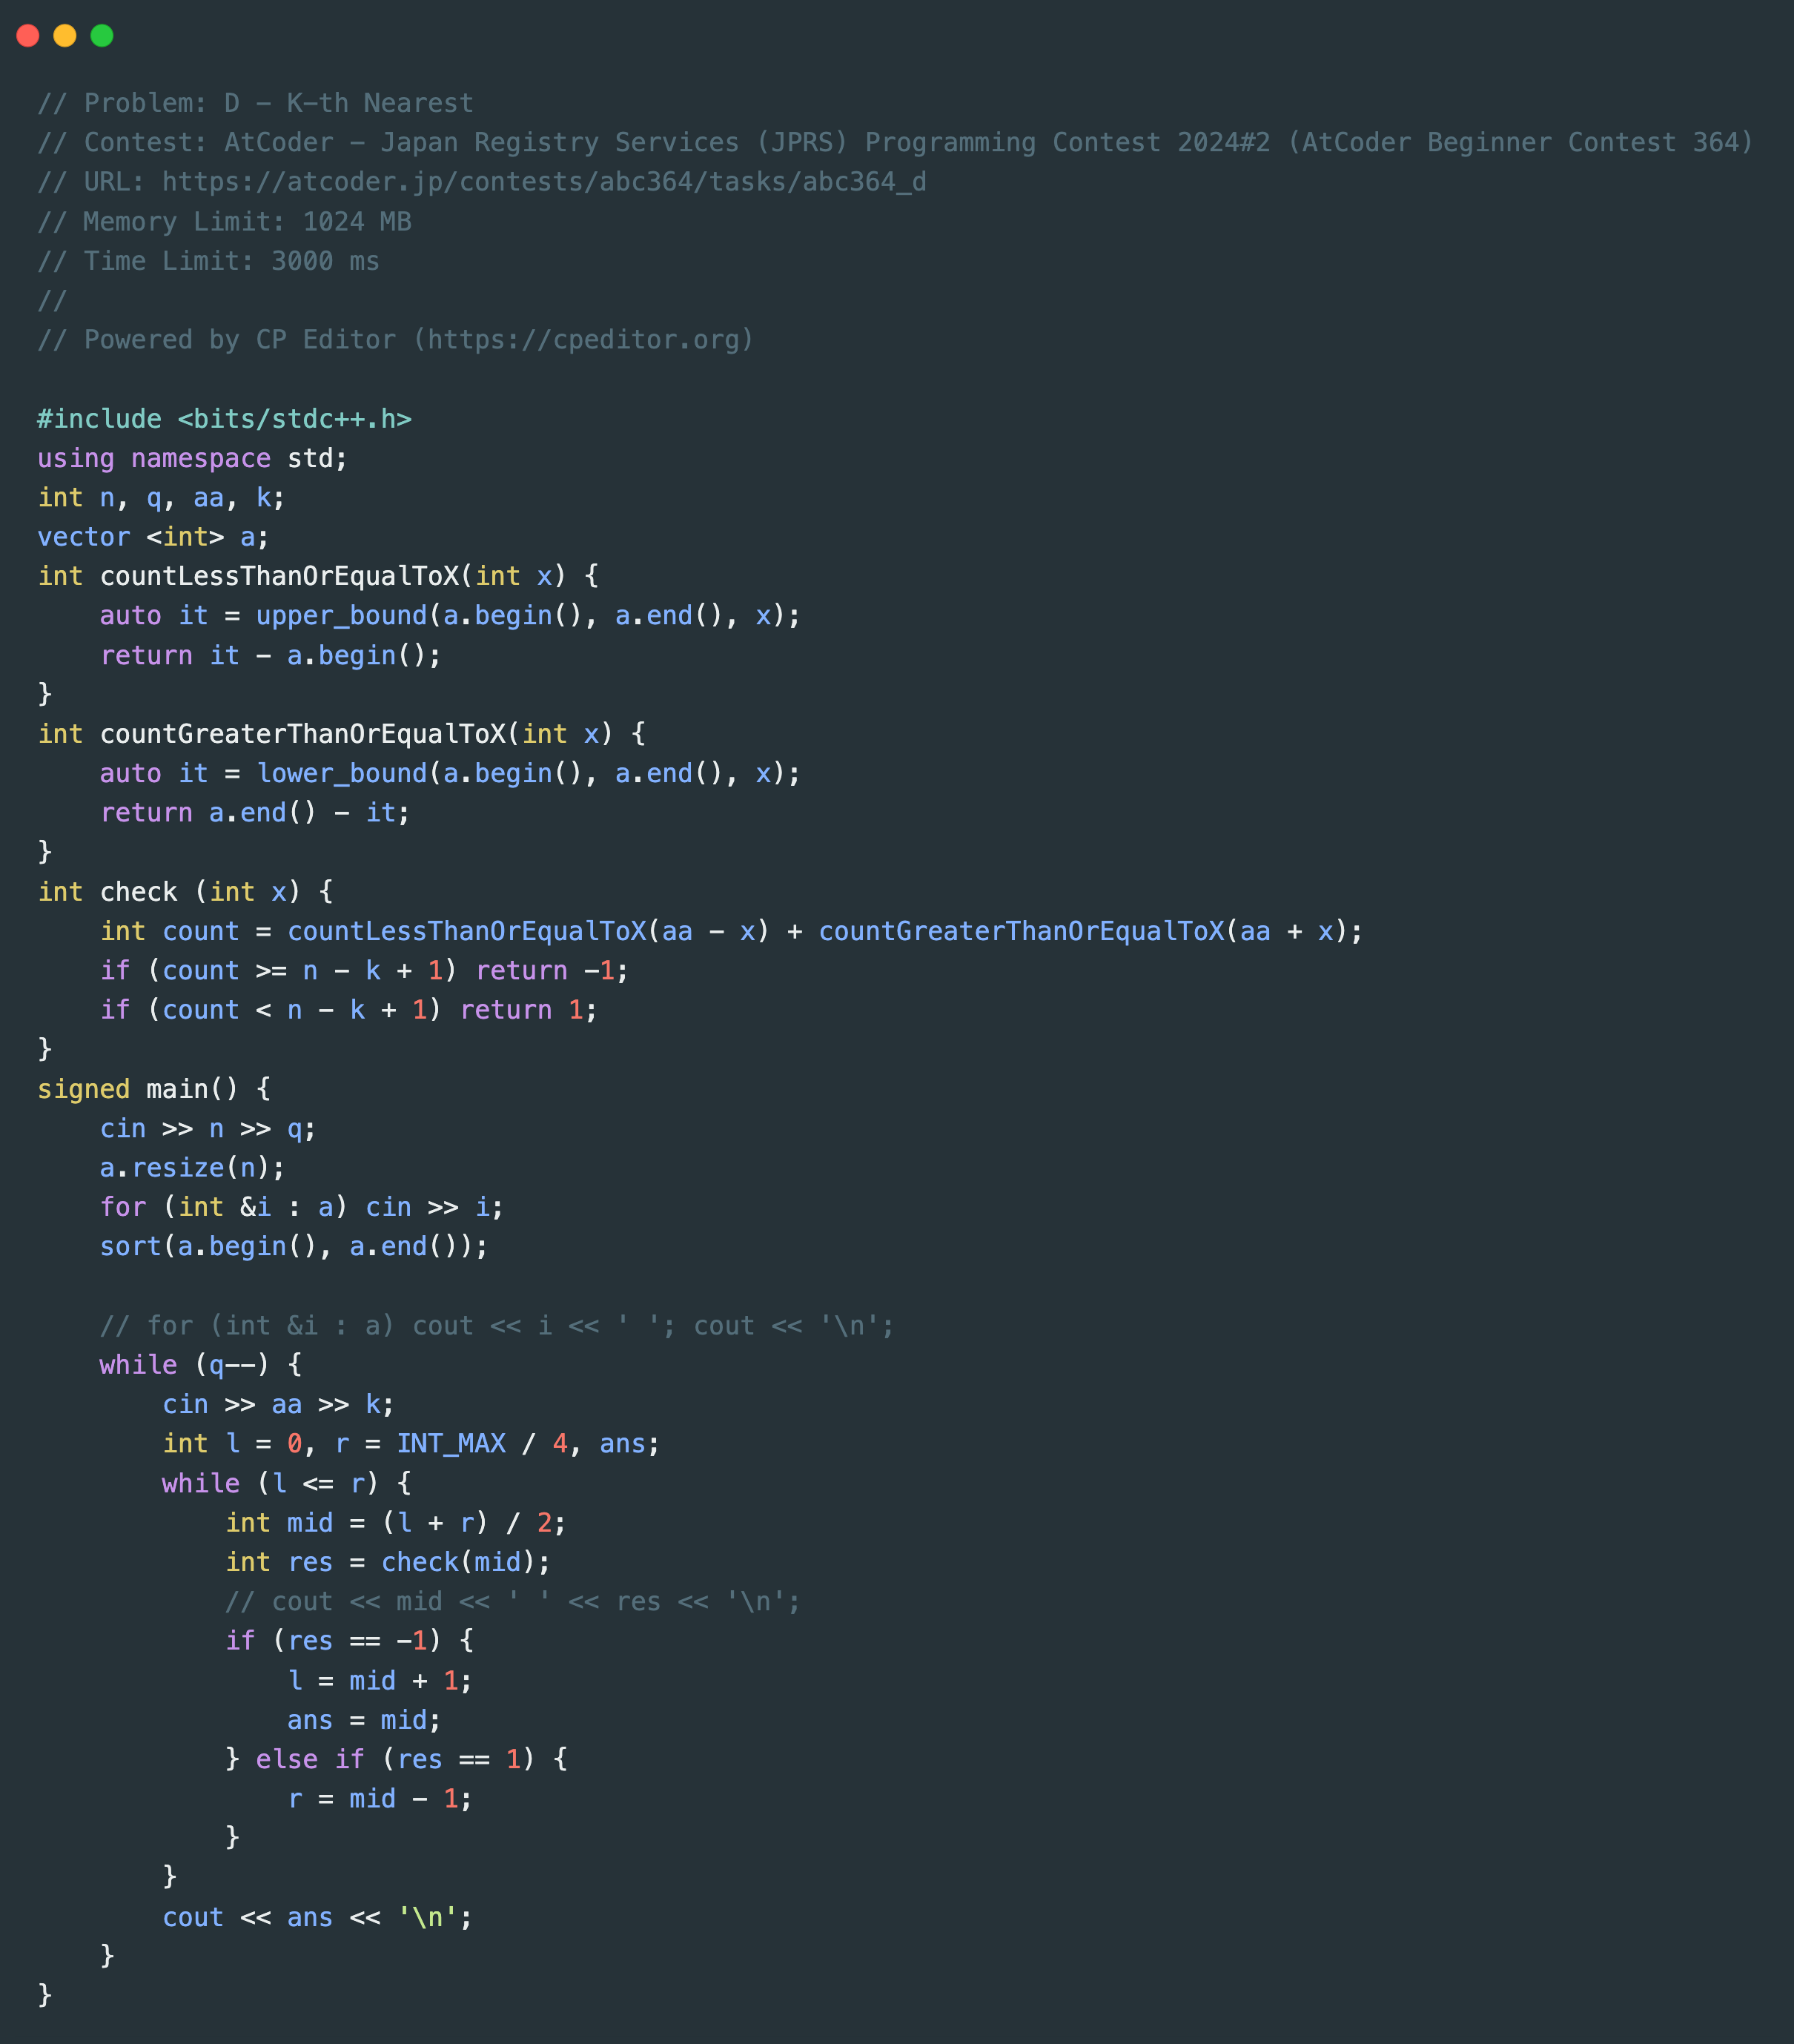 // Problem: D - K-th Nearest
// Contest: AtCoder - Japan Registry Services (JPRS) Programming Contest 2024#2 (AtCoder Beginner Contest 364)
// URL: https://atcoder.jp/contests/abc364/tasks/abc364_d
// Memory Limit: 1024 MB
// Time Limit: 3000 ms
//
// Powered by CP Editor (https://cpeditor.org)

#include <bits/stdc++.h>
using namespace std;
int n, q, aa, k;
vector <int> a;
int countLessThanOrEqualToX(int x) {
    auto it = upper_bound(a.begin(), a.end(), x);
    return it - a.begin();
}
int countGreaterThanOrEqualToX(int x) {
    auto it = lower_bound(a.begin(), a.end(), x);
    return a.end() - it;
}
int check (int x) {
    int count = countLessThanOrEqualToX(aa - x) + countGreaterThanOrEqualToX(aa + x);
    if (count >= n - k + 1) return -1;
    if (count < n - k + 1) return 1;
}
signed main() {
    cin >> n >> q;
    a.resize(n);
    for (int &i : a) cin >> i;
    sort(a.begin(), a.end());

    // for (int &i : a) cout << i << ' '; cout << '\n';
    while (q--) {
        cin >> aa >> k;
        int l = 0, r = INT_MAX / 4, ans;
        while (l <= r) {
            int mid = (l + r) / 2;
            int res = check(mid);
            // cout << mid << ' ' << res << '\n';
            if (res == -1) {
                l = mid + 1;
                ans = mid;
            } else if (res == 1) {
                r = mid - 1;
            }
        }
        cout << ans << '\n';
    }
}